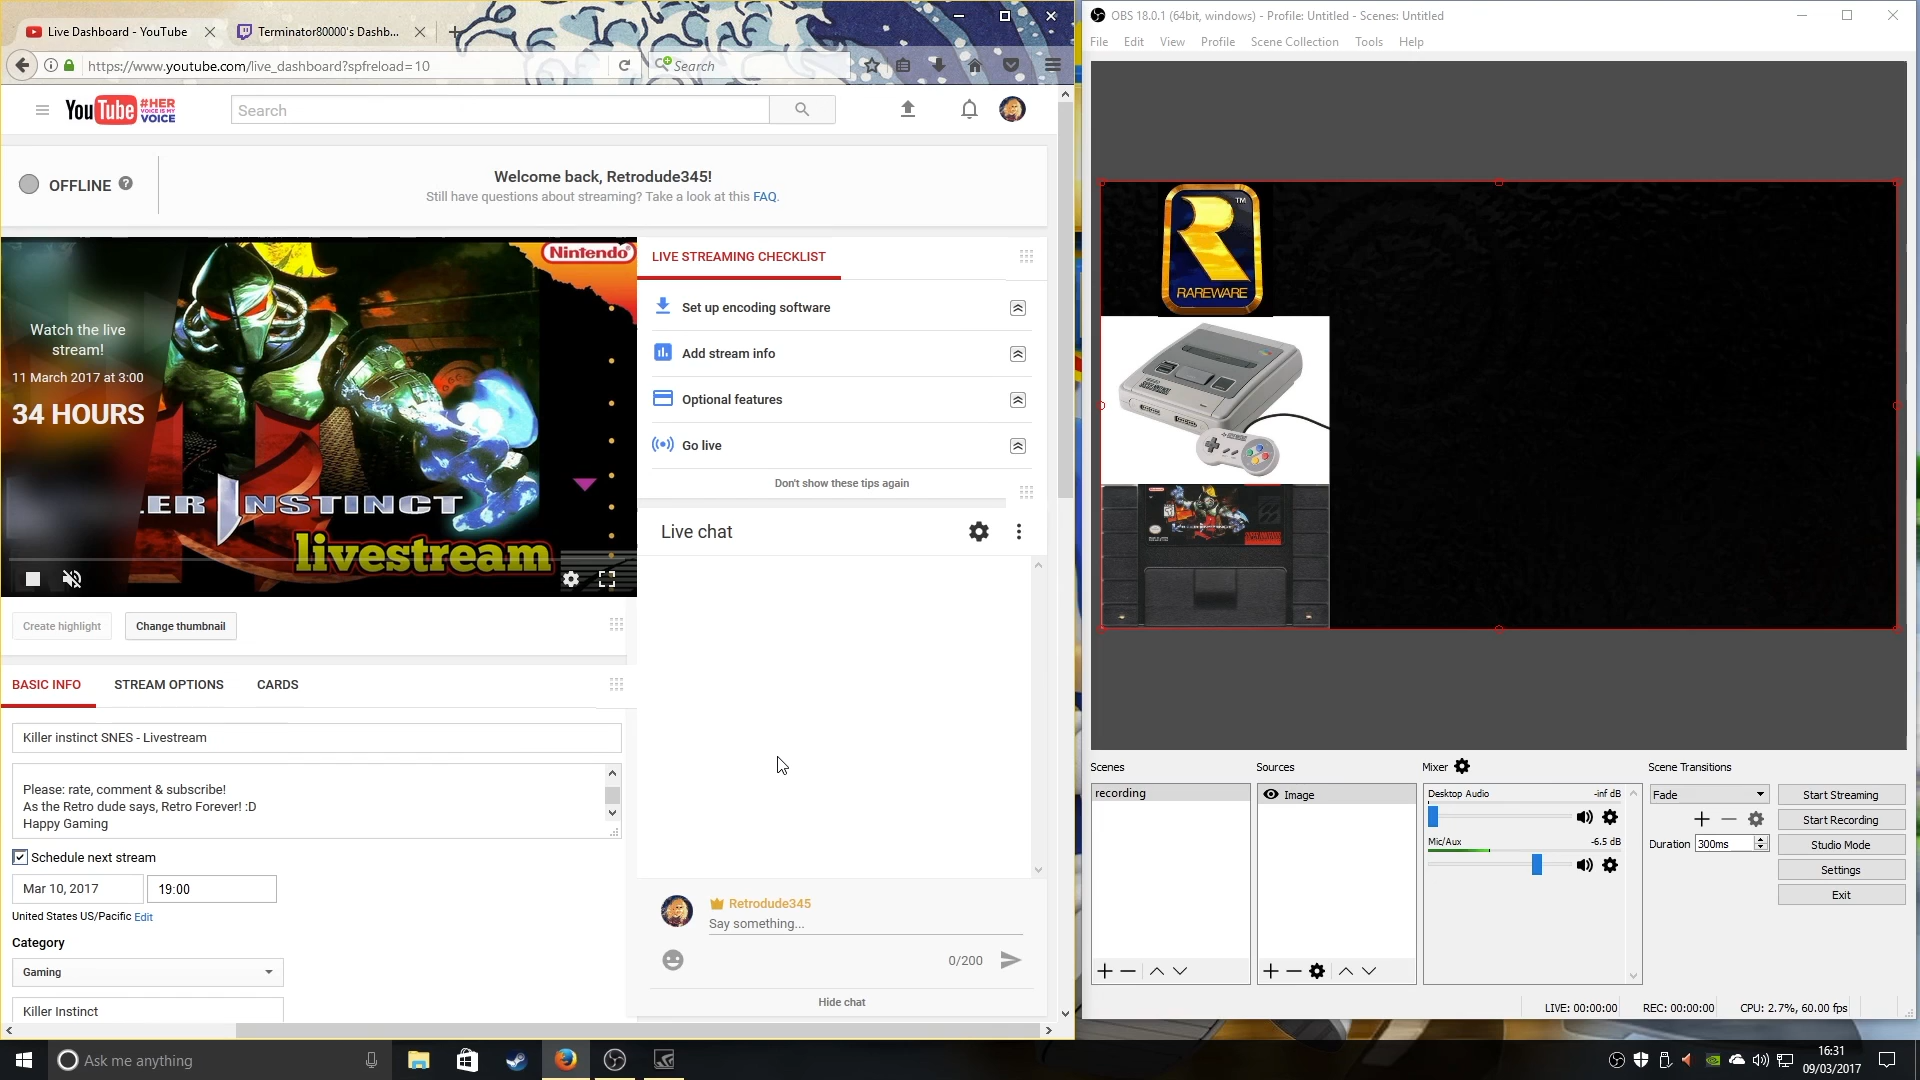 Live Dashboard - YouTube
Terminator80000's Dashb...
https://www.youtube.com/live_dashboard?spfreload=10
Search
YouTube #HER VOICE IS MY VOICE
Search
OFFLINE ?
Welcome back, Retrodude345!
Still have questions about streaming? Take a look at this FAQ.
Nintendo
Watch the live
stream!
11 March 2017 at 3:00
34 HOURS
LER INSTINCT
livestream
LIVE STREAMING CHECKLIST
Set up encoding software
Add stream info
Optional features
Go live
Don't show these tips again
Create highlight
Change thumbnail
Live chat
BASIC INFO
STREAM OPTIONS
CARDS
Killer instinct SNES - Livestream
Please: rate, comment & subscribe!
As the Retro dude says, Retro Forever! :D
Happy Gaming
Schedule next stream
Mar 10, 2017
19:00
United States US/Pacific Edit
Category
Gaming
Killer Instinct
Retrodude345
Say something...
0/200
Hide chat
OBS 18.0.1 (64bit, windows) - Profile: Untitled - Scenes: Untitled
File Edit View Profile Scene Collection Tools Help
R TM
RAREWARE
Scenes
recording
Sources
Image
Mixer
Desktop Audio -inf dB
Mic/Aux -6.5 dB
Scene Transitions
Fade
Duration 300ms
Start Streaming
Start Recording
Studio Mode
Settings
Exit
LIVE: 00:00:00
REC: 00:00:00
CPU: 2.7%, 60.00 fps
Ask me anything
16:31
09/03/2017